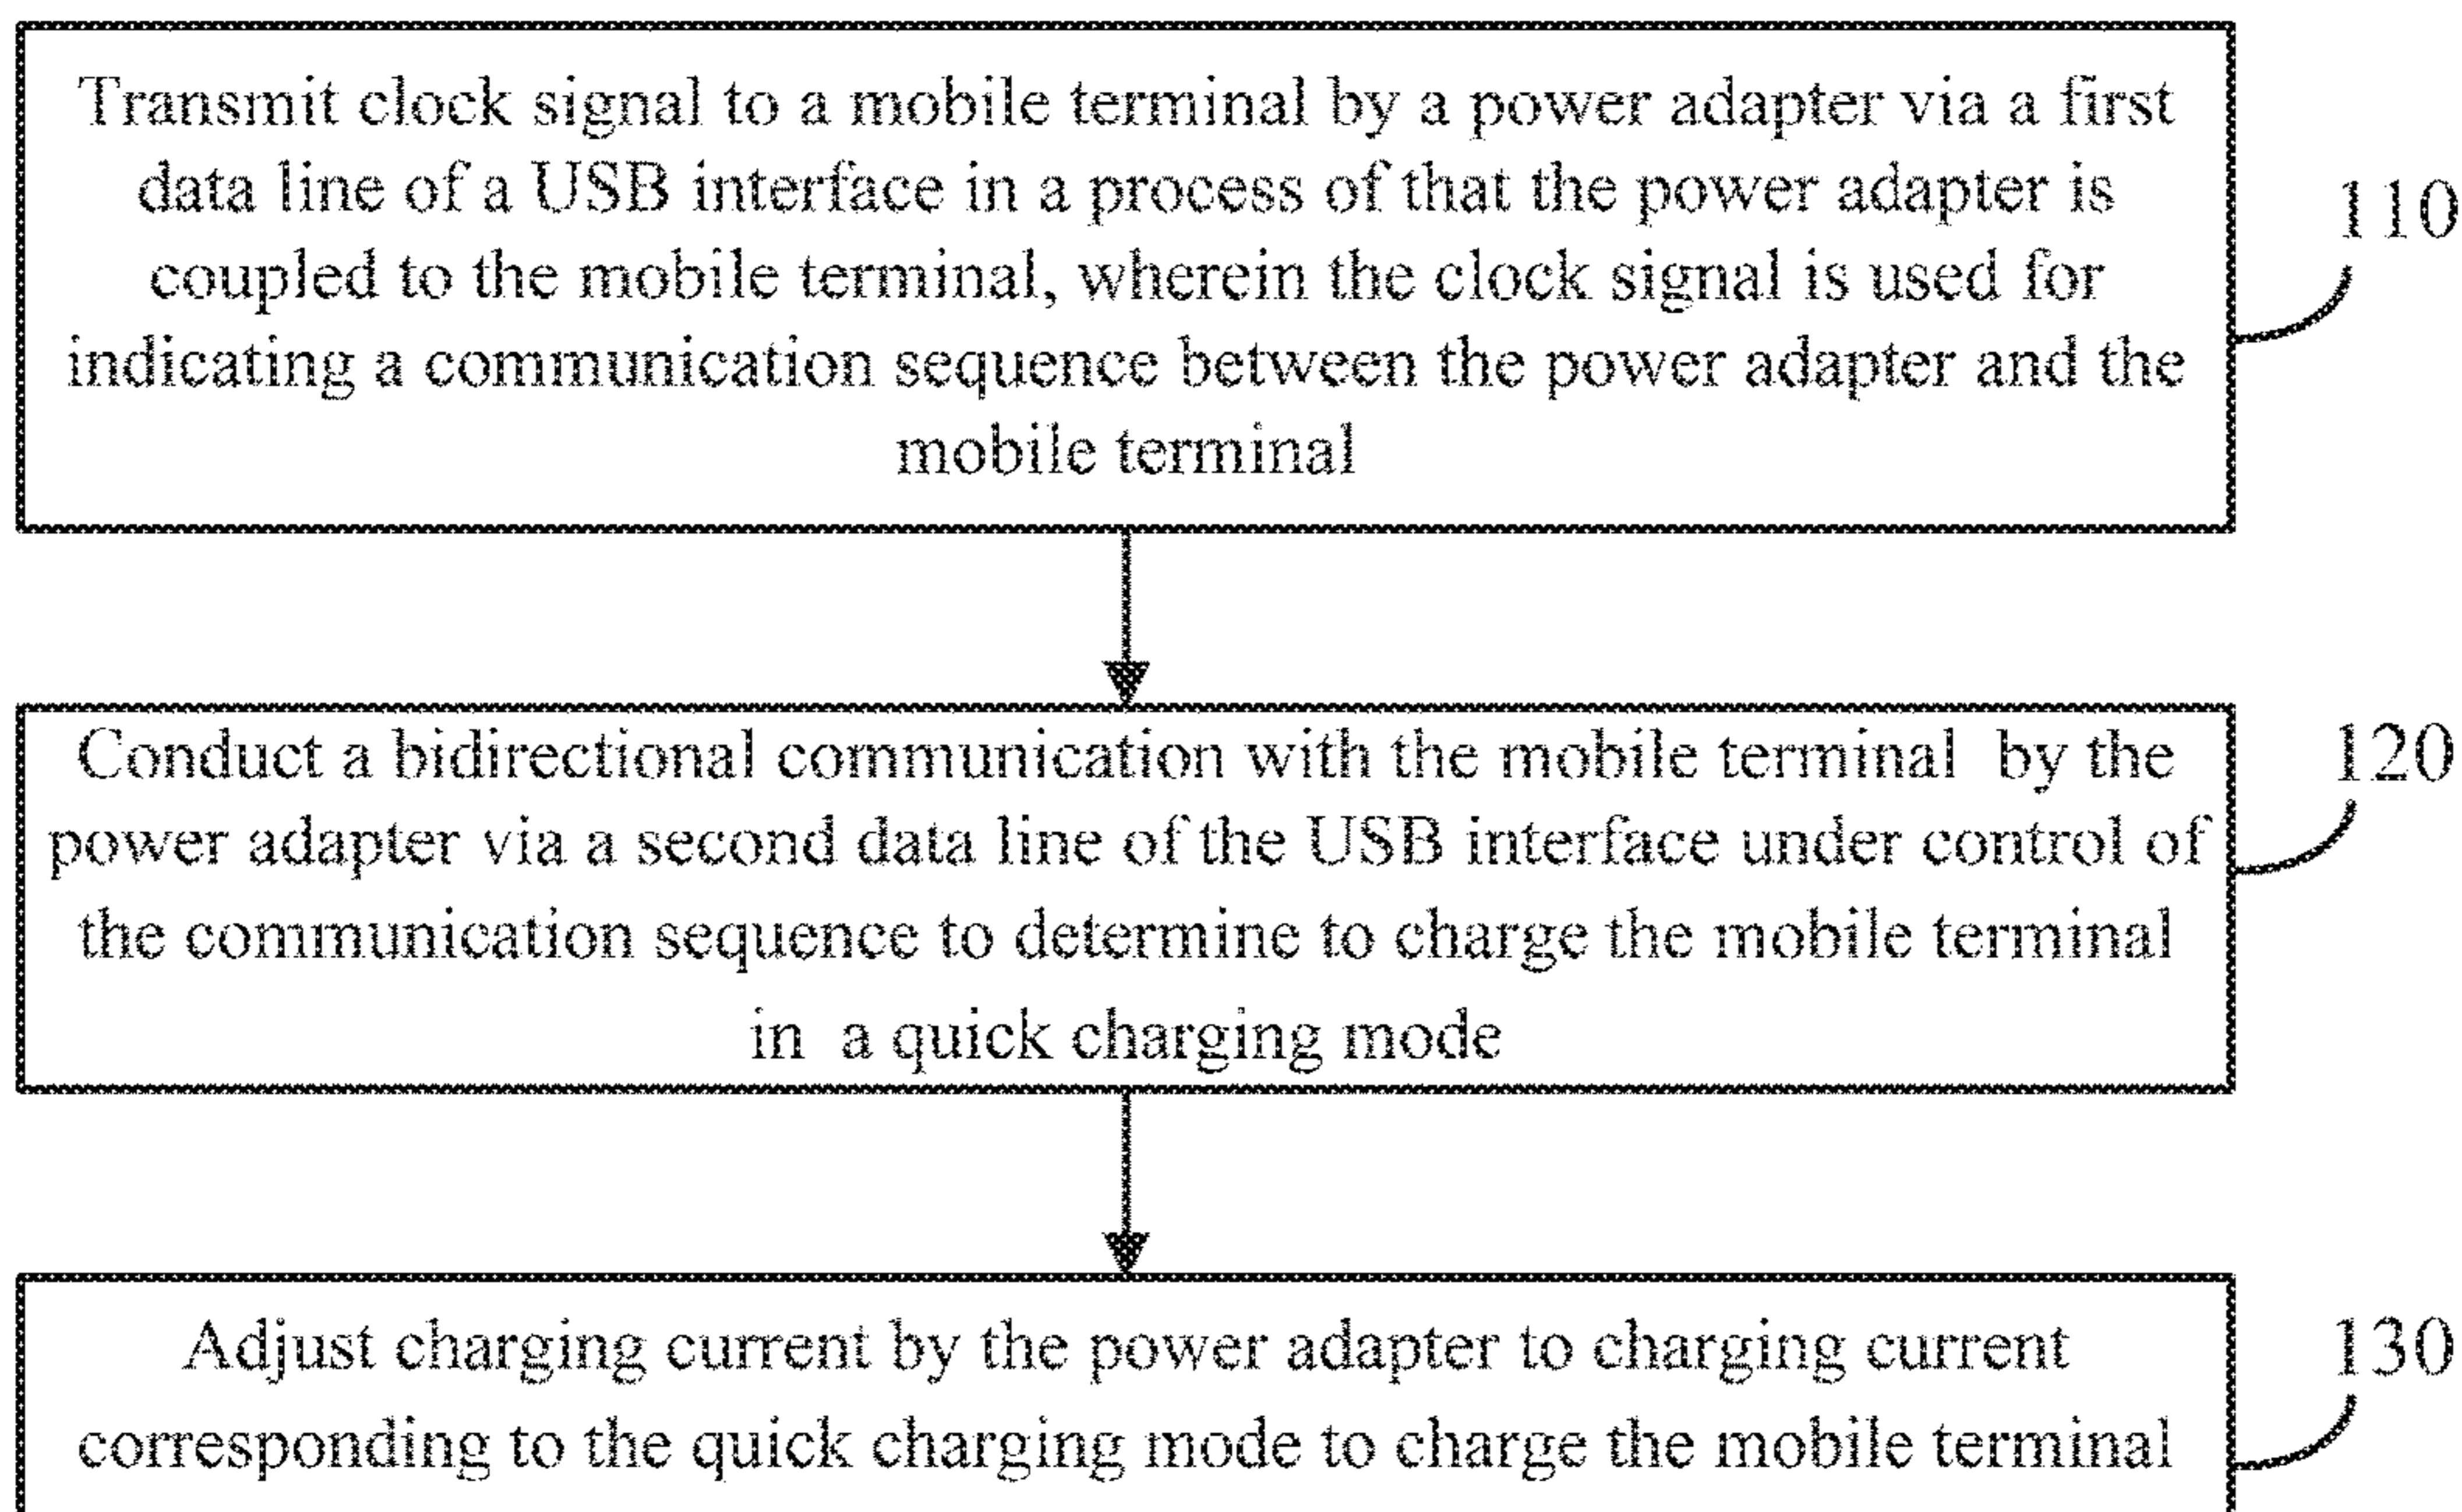 Transmit clock signal to a mobile terminal by a power adapter via a first
data line of a USB interface in a process of that the power adapter is
coupled to the mobile terminal, wherein the clock signal is used for
indicating a communication sequence between the power adapter and the
mobile terminal
110
Conduct a bidirectional communication with the mobile terminal by the
power adapter via a second data line of the USB interface under control of
the communication sequence to determine to charge the mobile terminal
in a quick charging mode
120
Adjust charging current by the power adapter to charging current
corresponding to the quick charging mode to charge the mobile terminal
130